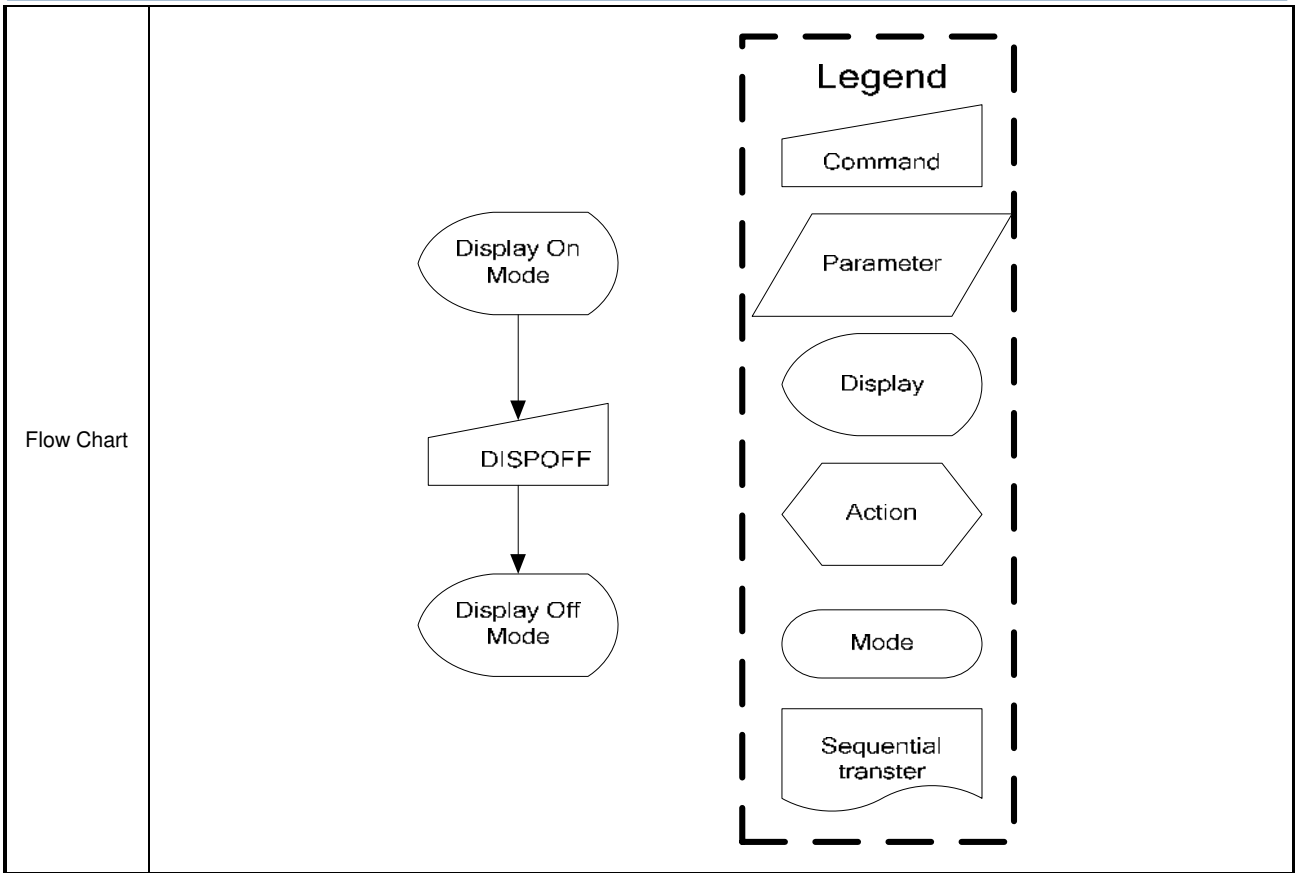 Flow Chart
Display On
Mode
DISPOFF
Display Off
Mode
Legend
Command
Parameter
Display
Action
Mode
Sequential
transter